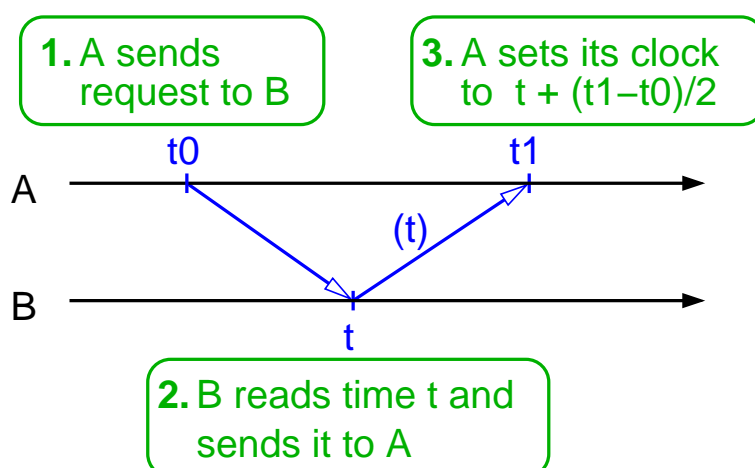 1. A sends
request to B
3. A sets its clock
to t + (t1−t0)/2
t0
t1
A
(t)
B
t
2. B reads time t and
sends it to A